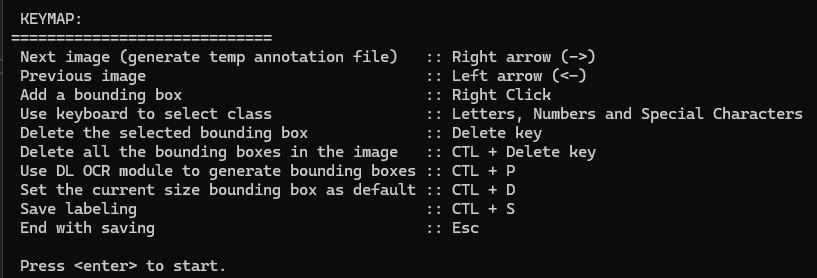 KEYMAP:
=============================
Next image (generate temp annotation file) :: Right arrow (->)
Previous image :: Left arrow (<-)
Add a bounding box :: Right Click
Use keyboard to select class :: Letters, Numbers and Special Characters
Delete the selected bounding box :: Delete key
Delete all the bounding boxes in the image :: CTL + Delete key
Use DL OCR module to generate bounding boxes :: CTL + P
Set the current size bounding box as default :: CTL + D
Save labeling :: CTL + S
End with saving :: Esc
Press <enter> to start.